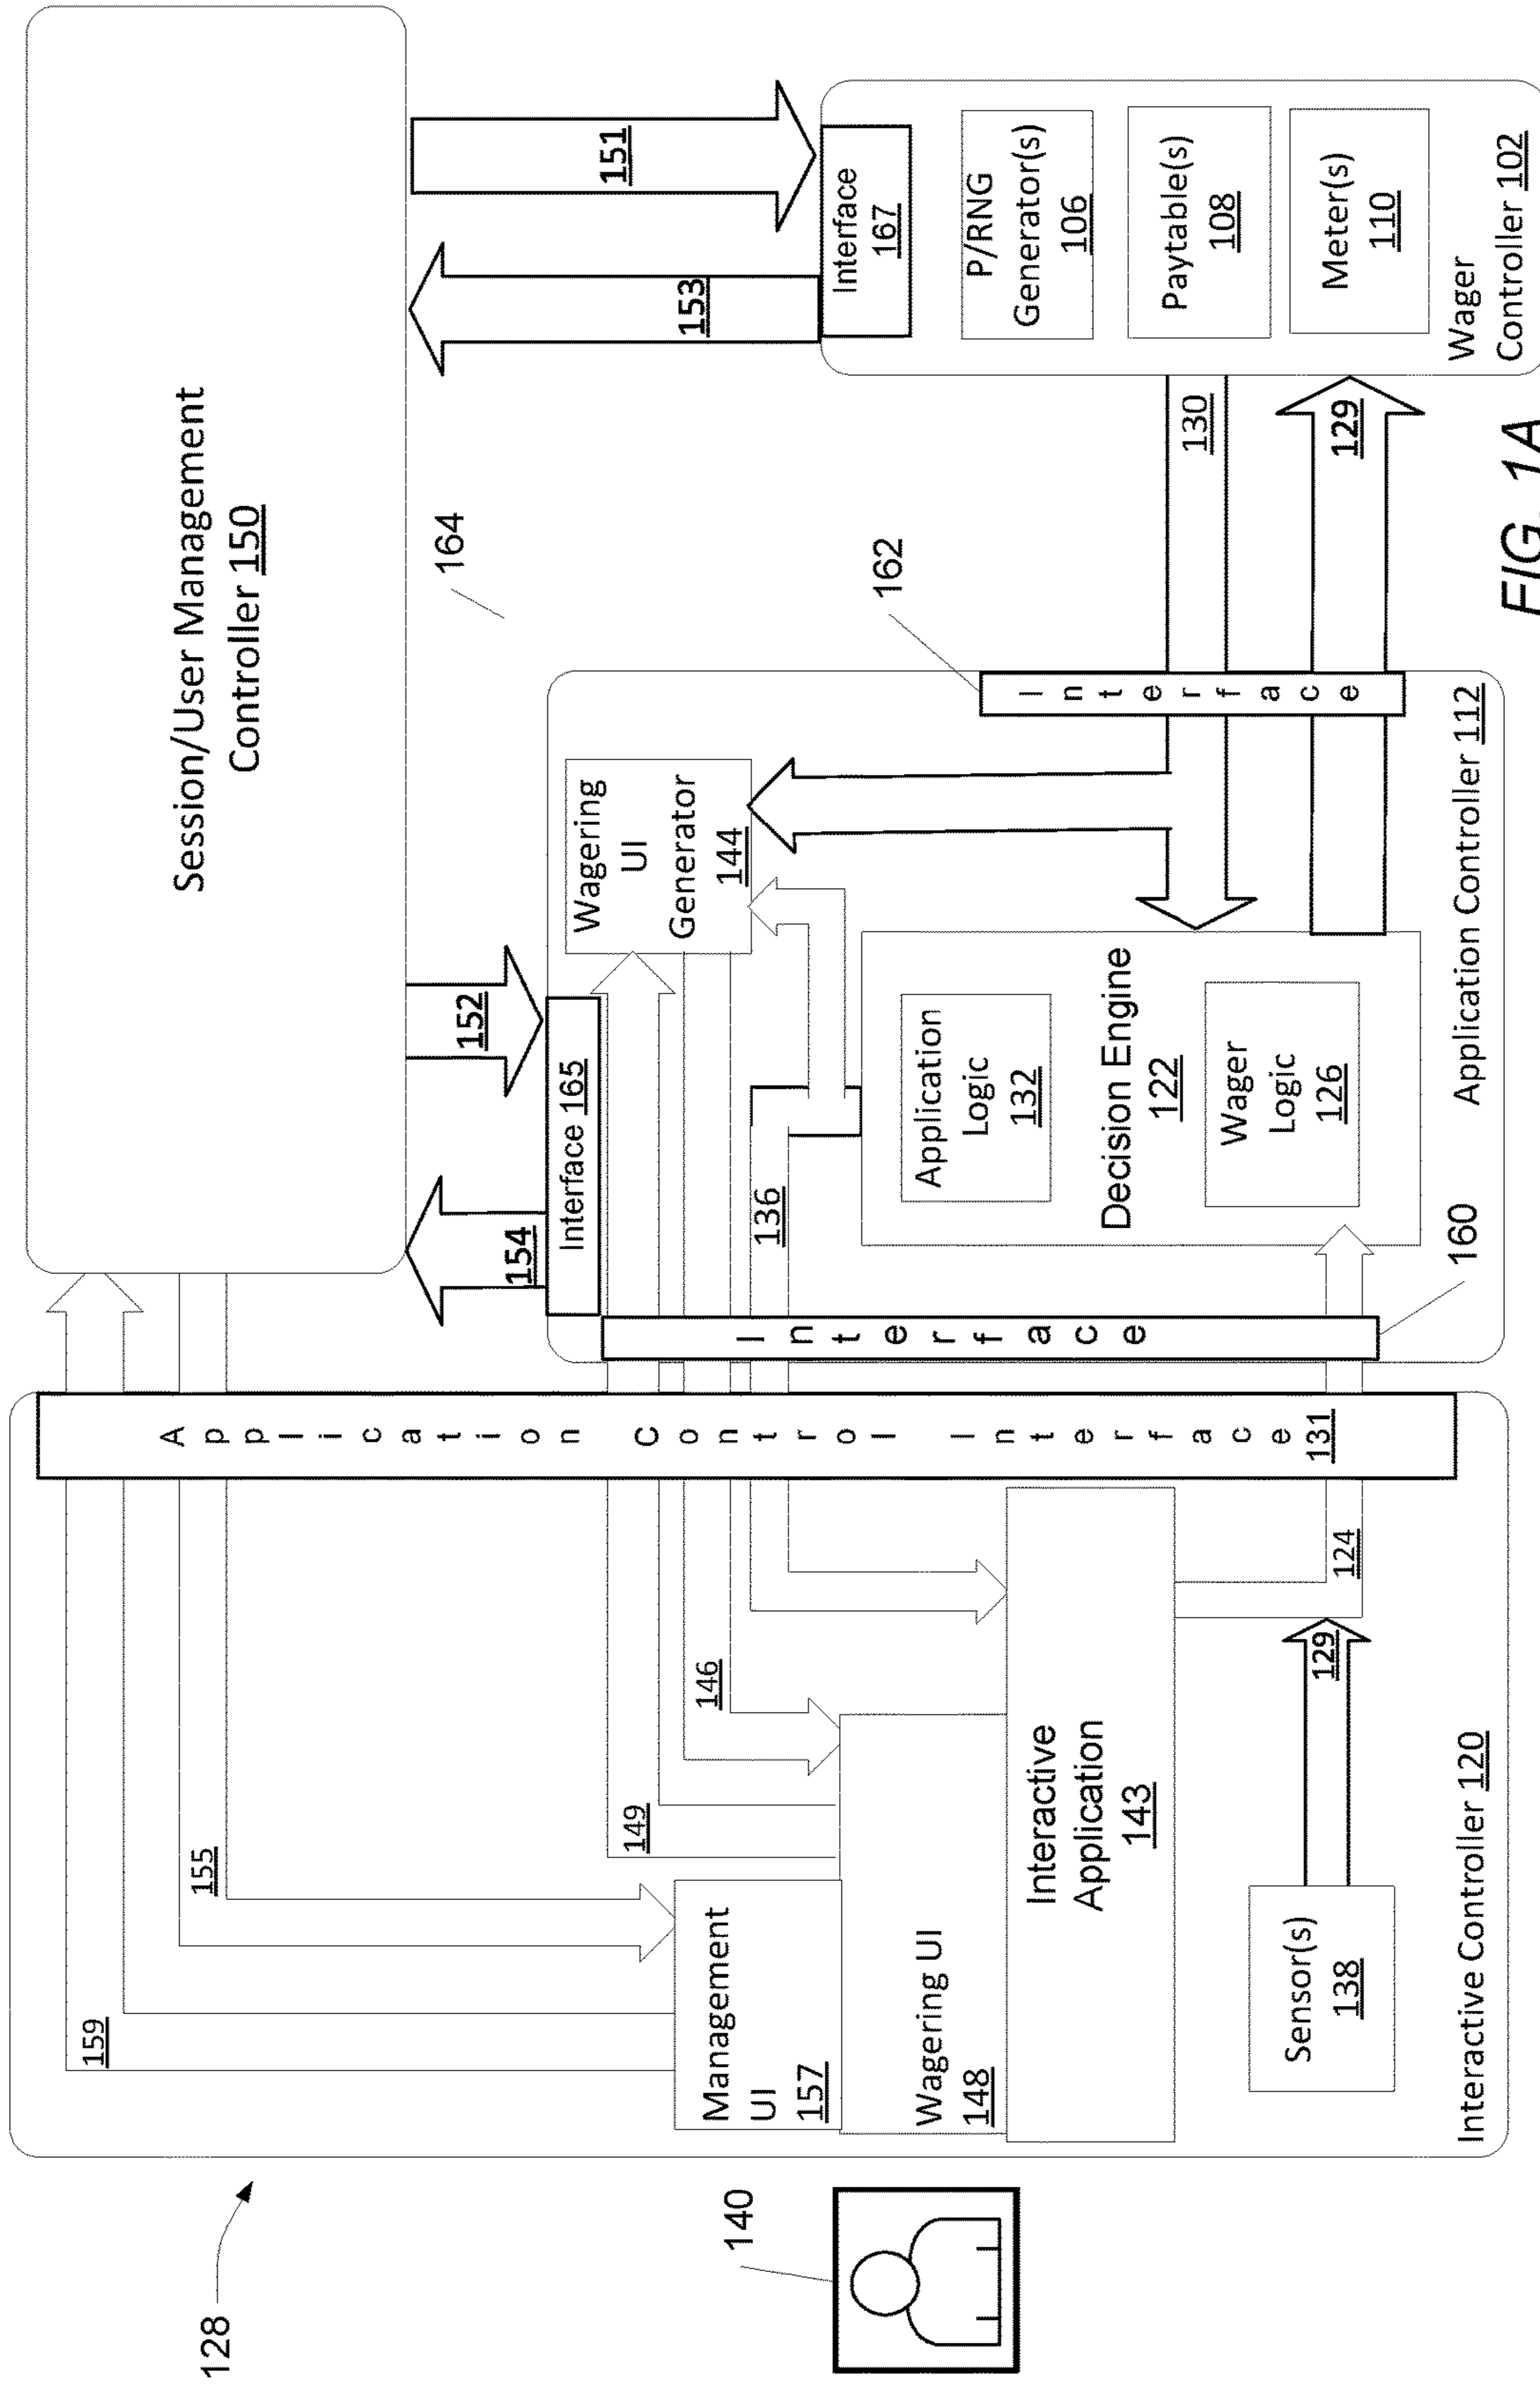 128
140
159
155
149
146
Management
UI
157
Wagering UI
148
Interactive
Application
143
Sensor(s)
138
129
124
Interactive Controller 120
Application Control Interface 131
Session/User Management
Controller 150
154
152
164
153
151
Interface 165
Interface
160
136
Wagering
UI
Generator
144
Application
Logic
132
Decision Engine
122
Wager
Logic
126
Application Controller 112
Interface
162
130
129
Interface
167
P/RNG
Generator(s)
106
Paytable(s)
108
Meter(s)
110
Wager
Controller 102
FIG. 1A